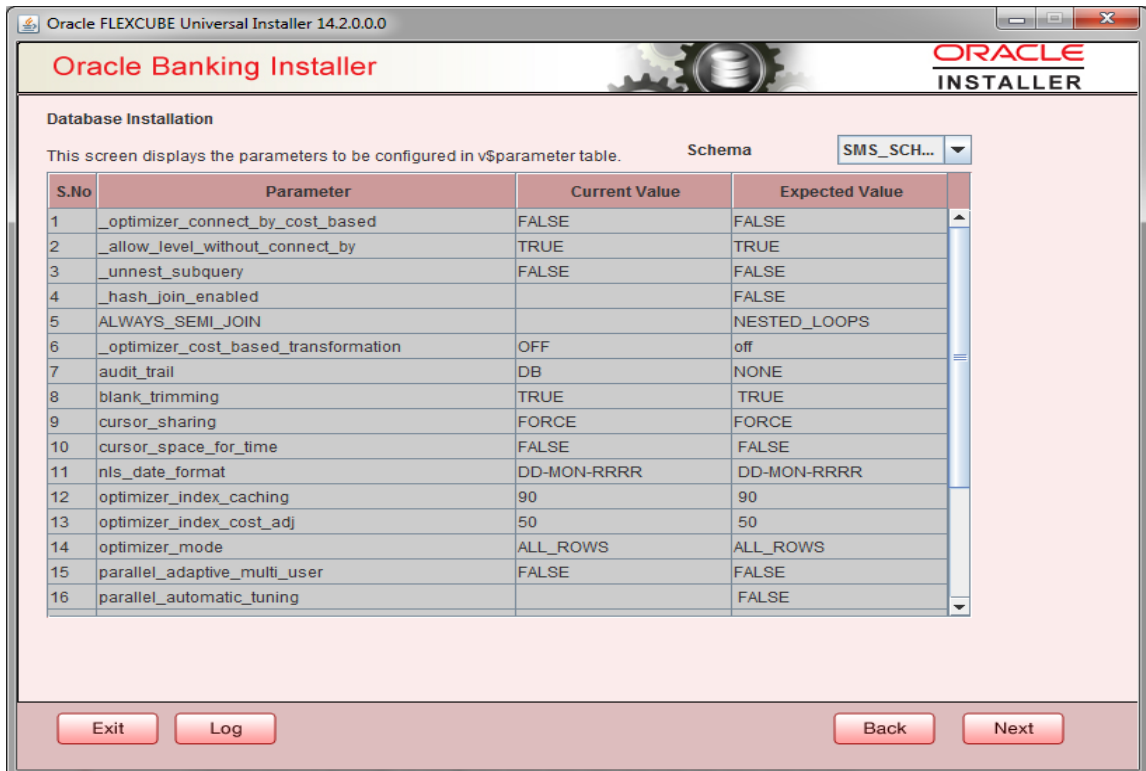 Oracle FLEXCUBE Universal Installer 14.2.0.0.0
Oracle Banking Installer
ORACLE
INSTALLER
Database Installation
This screen displays the parameters to be configured in v$parameter table. Schema SMS_SCH...
S.No Parameter Current Value Expected Value
1 _optimizer_connect_by_cost_based FALSE FALSE
2 _allow_level_without_connect_by TRUE TRUE
3 _unnest_subquery FALSE FALSE
4 _hash_join_enabled FALSE
5 ALWAYS_SEMI_JOIN NESTED_LOOPS
6 _optimizer_cost_based_transformation OFF off
7 audit_trail DB NONE
8 blank_trimming TRUE TRUE
9 cursor_sharing FORCE FORCE
10 cursor_space_for_time FALSE FALSE
11 nls_date_format DD-MON-RRRR DD-MON-RRRR
12 optimizer_index_caching 90 90
13 optimizer_index_cost_adj 50 50
14 optimizer_mode ALL_ROWS ALL_ROWS
15 parallel_adaptive_multi_user FALSE FALSE
16 parallel_automatic_tuning FALSE
Exit Log Back Next